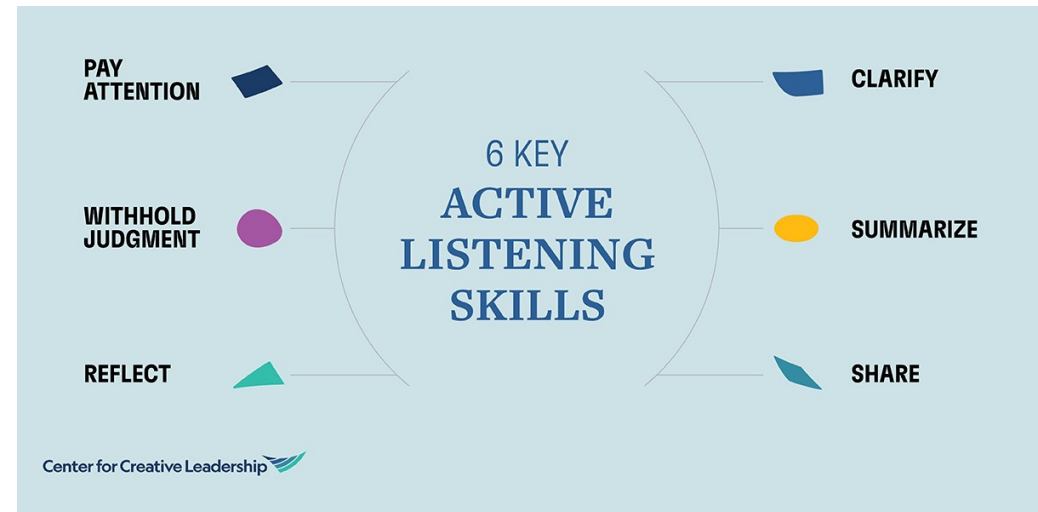 6 KEY
ACTIVE
LISTENING
SKILLS
PAY
ATTENTION
WITHHOLD
JUDGMENT
REFLECT
CLARIFY
SUMMARIZE
SHARE
Center for Creative Leadership